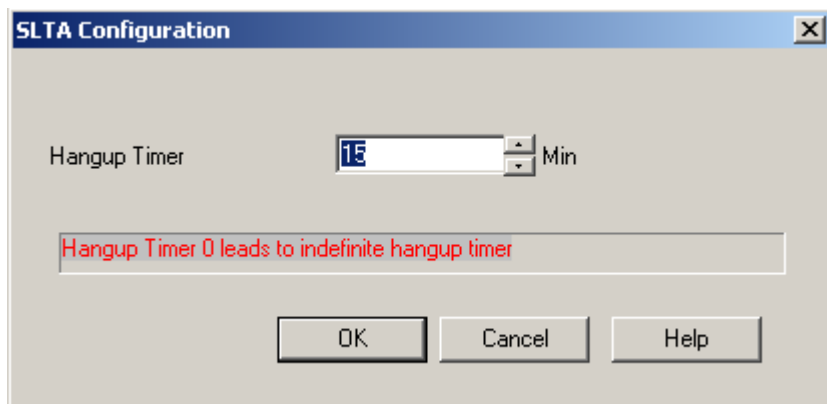 SLTA Configuration
Hangup Timer 15 Min
Hangup Timer 0 leads to indefinite hangup timer
OK Cancel Help